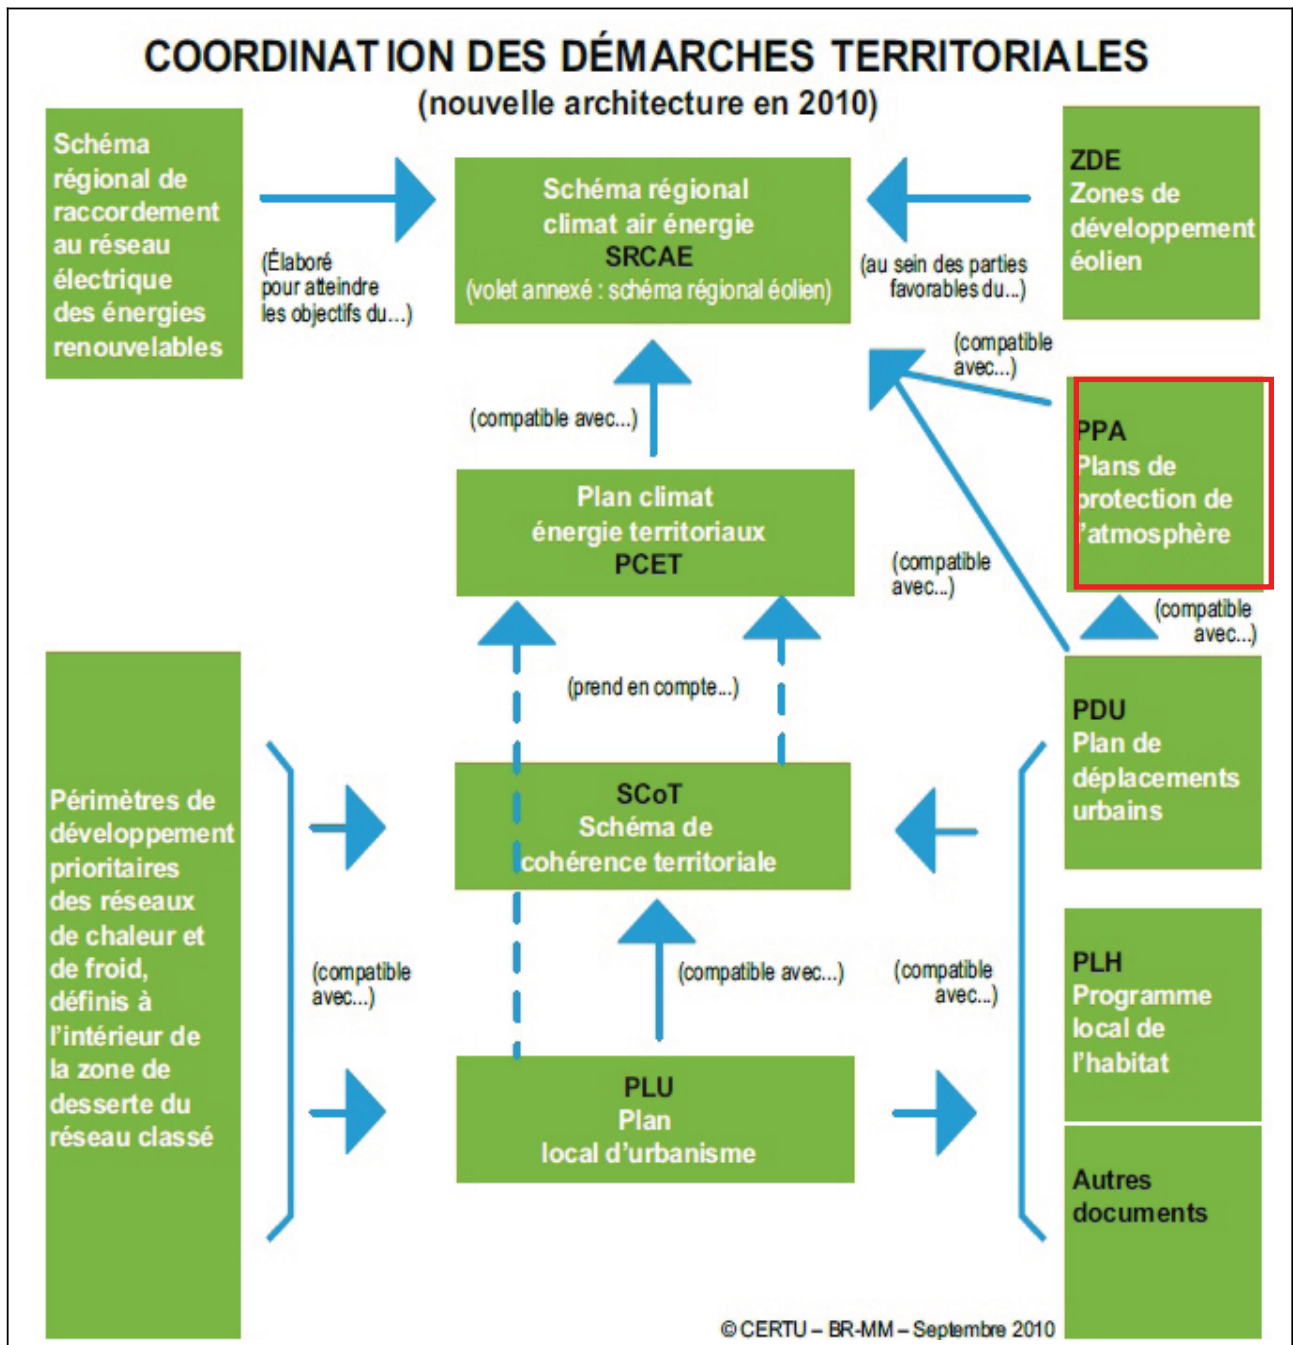 COORDINATION DES DÉMARCHES TERRITORIALES
(nouvelle architecture en 2010)
Schéma
régional de
raccordement
au réseau
électrique
des énergies
renouvelables
(Élaboré
pour atteindre
les objectifs du...)
Schéma régional
climat air énergie
SRCAE
(volet annexé : schéma régional éolien)
(au sein des parties
favorables du...)
ZDE
Zones de
développement
éolien
(compatible
avec...)
(compatible avec...)
PPA
Plans de
protection de
l'atmosphère
Plan climat
énergie territoriaux
PCET
(compatible
avec...)
(compatible
avec...)
(prend en compte...)
Périmètres de
développement
prioritaires
des réseaux
de chaleur et
de froid,
définis à
l'intérieur de
la zone de
desserte du
réseau classé
SCoT
Schéma de
cohérence territoriale
PDU
Plan de
déplacements
urbains
(compatible
avec...)
(compatible avec...)
(compatible
avec...)
PLH
Programme
local de
l'habitat
PLU
Plan
local d'urbanisme
Autres
documents
© CERTU – BR-MM – Septembre 2010